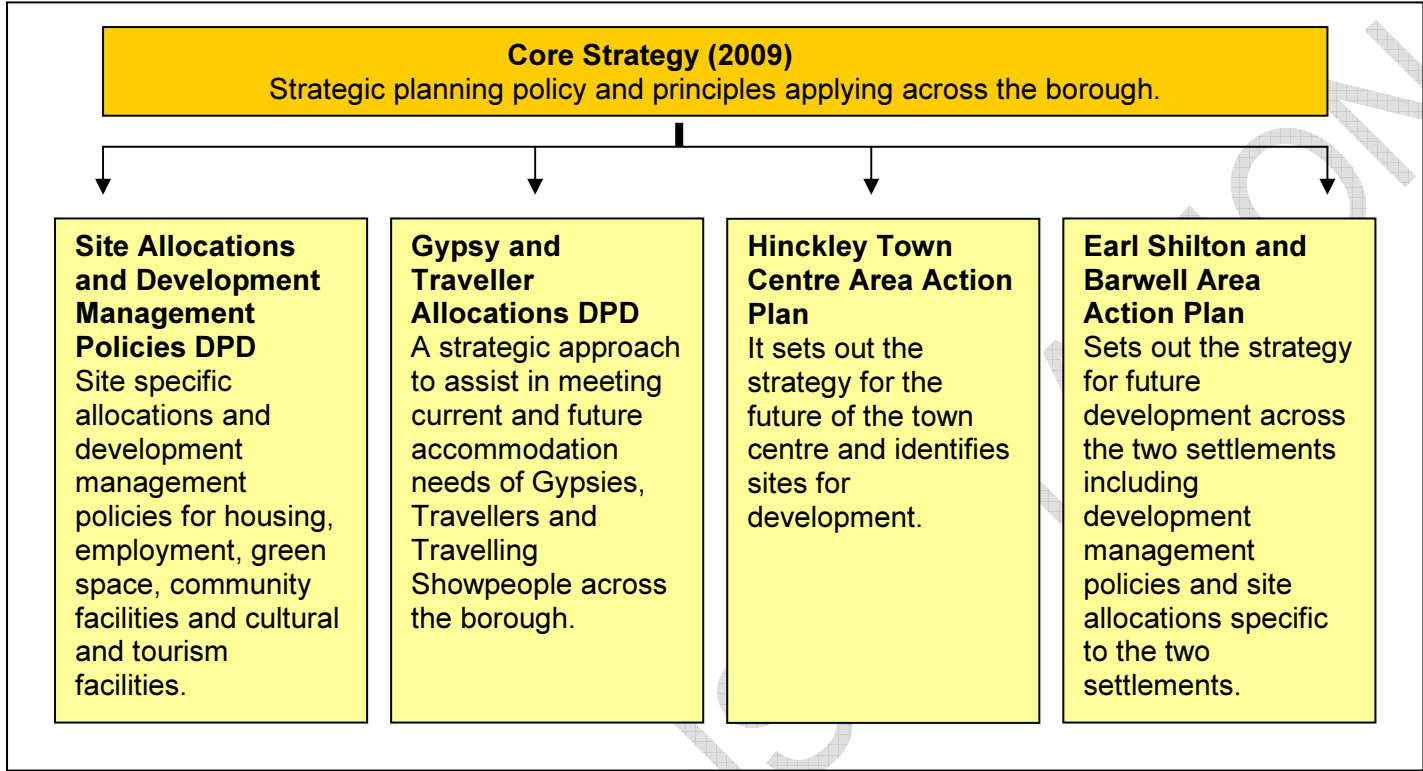 Core Strategy (2009)
Strategic planning policy and principles applying across the borough.
Site Allocations
and Development
Management
Policies DPD
Site specific
allocations and
development
management
policies for housing,
employment, green
space, community
facilities and cultural
and tourism
facilities.
Gypsy and
Traveller
Allocations DPD
A strategic approach
to assist in meeting
current and future
accommodation
needs of Gypsies,
Travellers and
Travelling
Showpeople across
the borough.
Hinckley Town
Centre Area Action
Plan
It sets out the
strategy for the
future of the town
centre and identifies
sites for
development.
Earl Shilton and
Barwell Area
Action Plan
Sets out the strategy
for future
development across
the two settlements
including
development
management
policies and site
allocations specific
to the two
settlements.